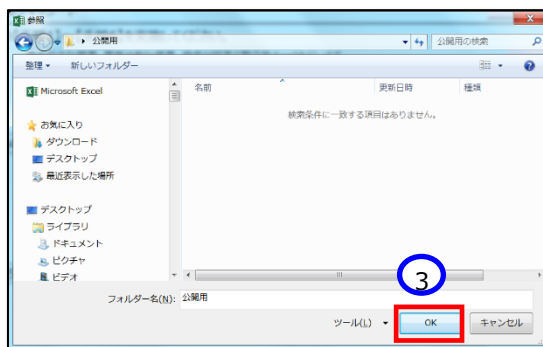 参照
公開用
公開用の検索
整理 新しいフォルダー
名前 更新日時 種類
検索条件に一致する項目はありません。
Microsoft Excel
お気に入り
ダウンロード
デスクトップ
最近表示した場所
デスクトップ
ライブラリ
ドキュメント
ピクチャ
ビデオ
3
フォルダー名(N): 公開用
ツール(L) OK キャンセル